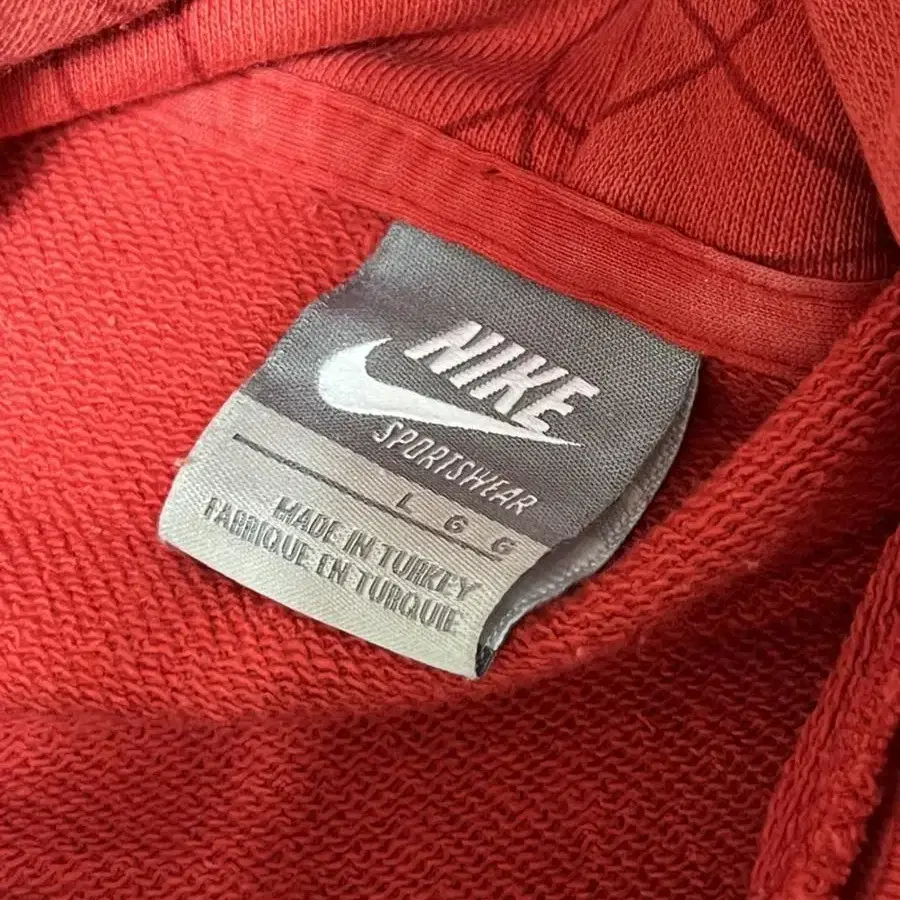 NIKE
SPORTSWEAR
L G G
MADE IN TURKEY
FABRIQUE EN TURQUIE